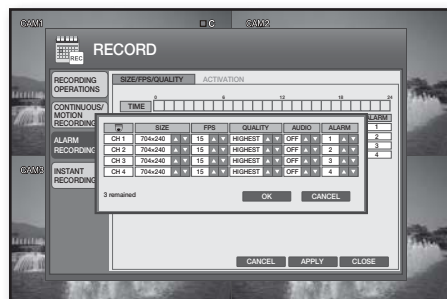 CAM1 C CAM2
REC RECORD
RECORDING OPERATIONS
SIZE/FPS/QUALITY ACTIVATION
0 6 12 18 24
CONTINUOUS/ MOTION RECORDING
TIME
ALARM
1
2
3
4
SIZE FPS QUALITY AUDIO ALARM
CH 1 704x240 15 HIGHEST OFF 1
CH 2 704x240 15 HIGHEST OFF 2
CH 3 704x240 15 HIGHEST OFF 3
CH 4 704x240 15 HIGHEST OFF 4
ALARM RECORDING
CAM3
INSTANT RECORDING
3 remained OK CANCEL
CANCEL APPLY CLOSE